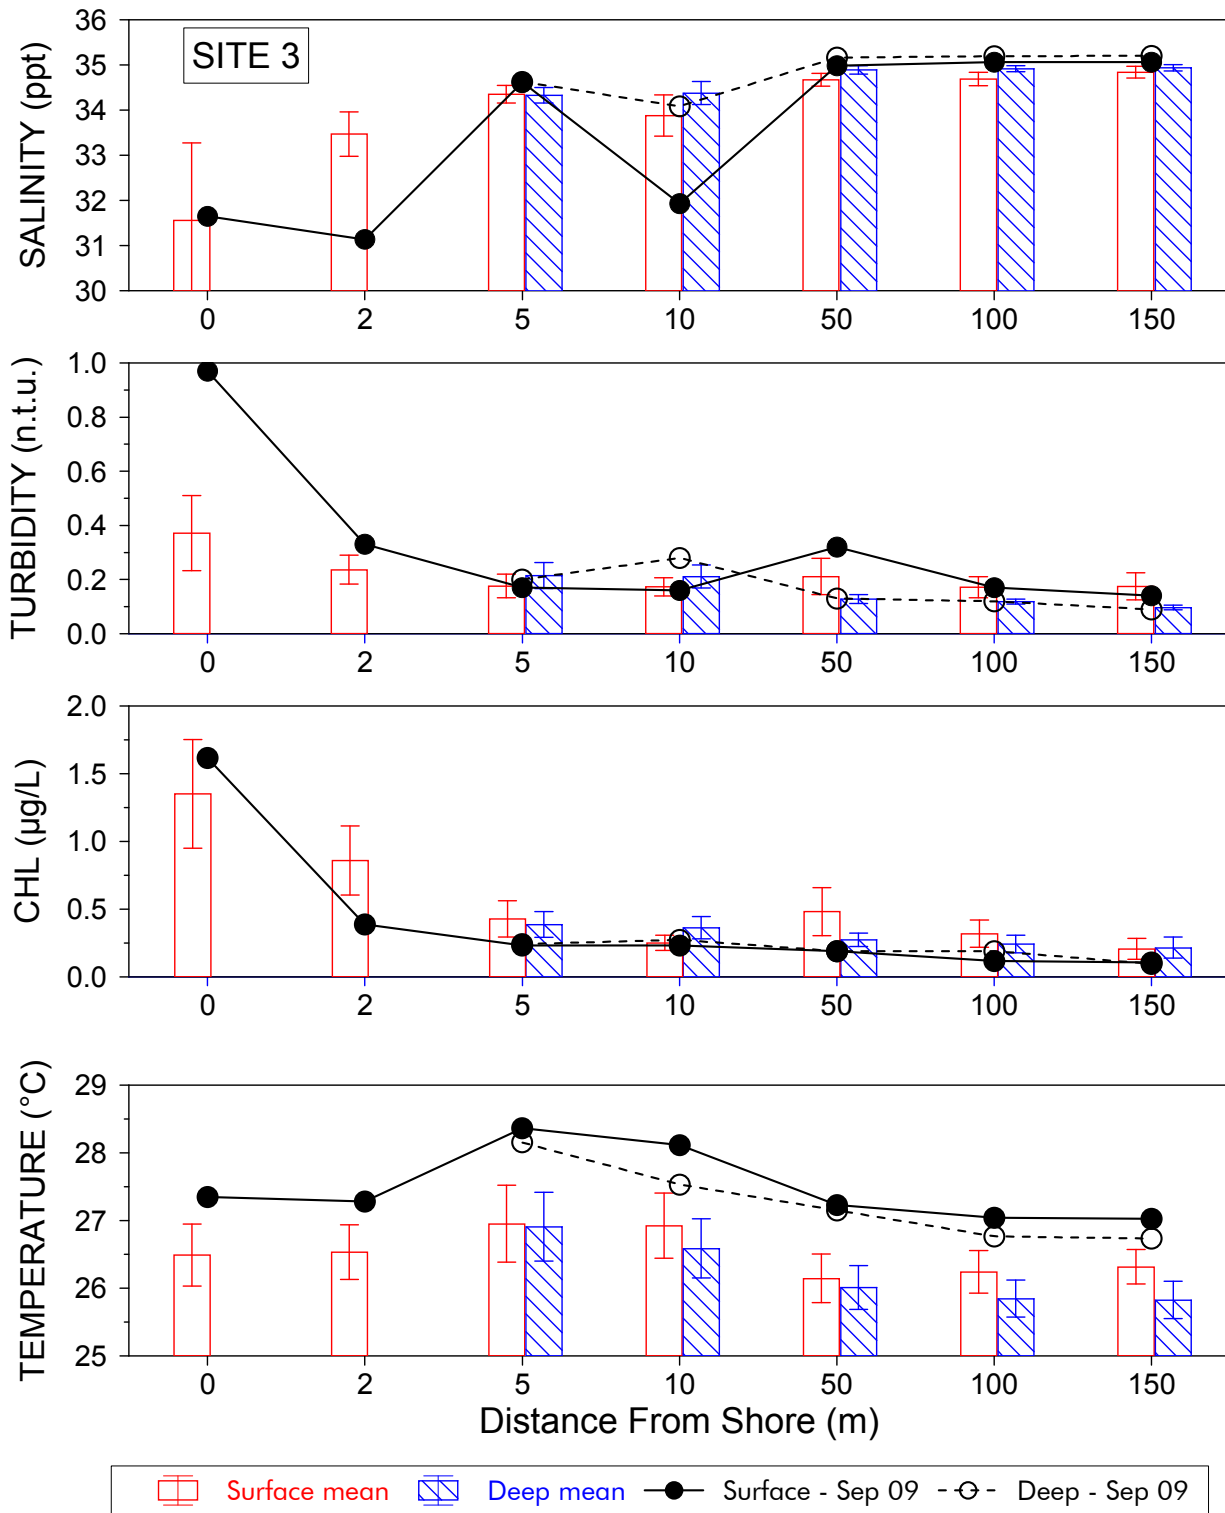 SITE 3
SALINITY (ppt)
36
35
34
33
32
31
30
0 2 5 10 50 100 150
TURBIDITY (n.t.u.)
1.0
0.8
0.6
0.4
0.2
0.0
0 2 5 10 50 100 150
CHL (µg/L)
2.0
1.5
1.0
0.5
0.0
0 2 5 10 50 100 150
TEMPERATURE (°C)
29
28
27
26
25
0 2 5 10 50 100 150
Distance From Shore (m)
Surface mean Deep mean Surface - Sep 09 Deep - Sep 09